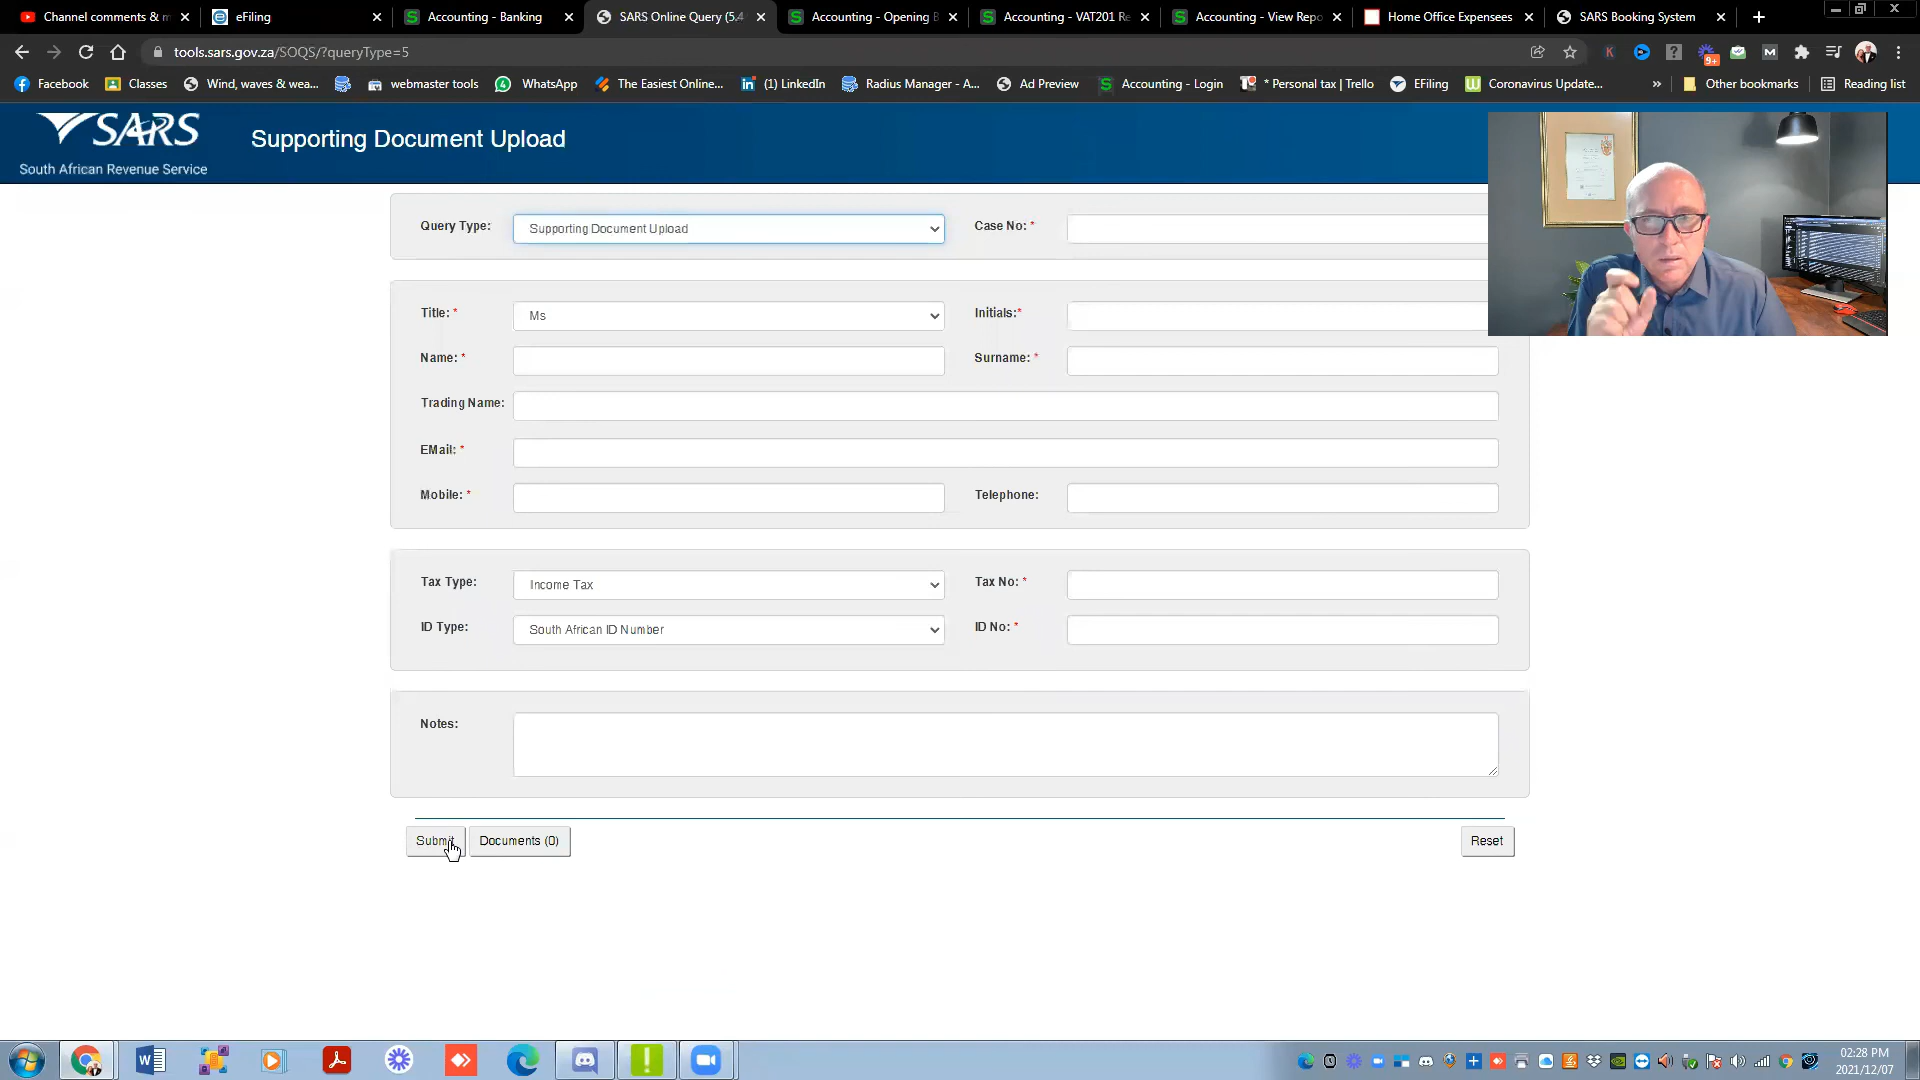 Channel comments & m
eFiling
Accounting - Banking
SARS Online Query (5.4
Accounting - Opening B
Accounting - VAT201 Re
Accounting - View Repo
Home Office Expensees
SARS Booking System
tools.sars.gov.za/SOQS/?queryType=5
9+
Facebook
Classes
Wind, waves & wea...
webmaster tools
WhatsApp
The Easiest Online...
(1) LinkedIn
Radius Manager - A...
Ad Preview
Accounting - Login
* Personal tax | Trello
EFiling
Coronavirus Update...
Other bookmarks
Reading list
SARS
South African Revenue Service
Supporting Document Upload
Query Type:
Supporting Document Upload
Case No: *
Title: *
Ms
Initials:*
Name: *
Surname: *
Trading Name:
EMail: *
Mobile: *
Telephone:
Tax Type:
Income Tax
Tax No: *
ID Type:
South African ID Number
ID No: *
Notes:
Submit
Documents (0)
Reset
02:28 PM
2021/12/07